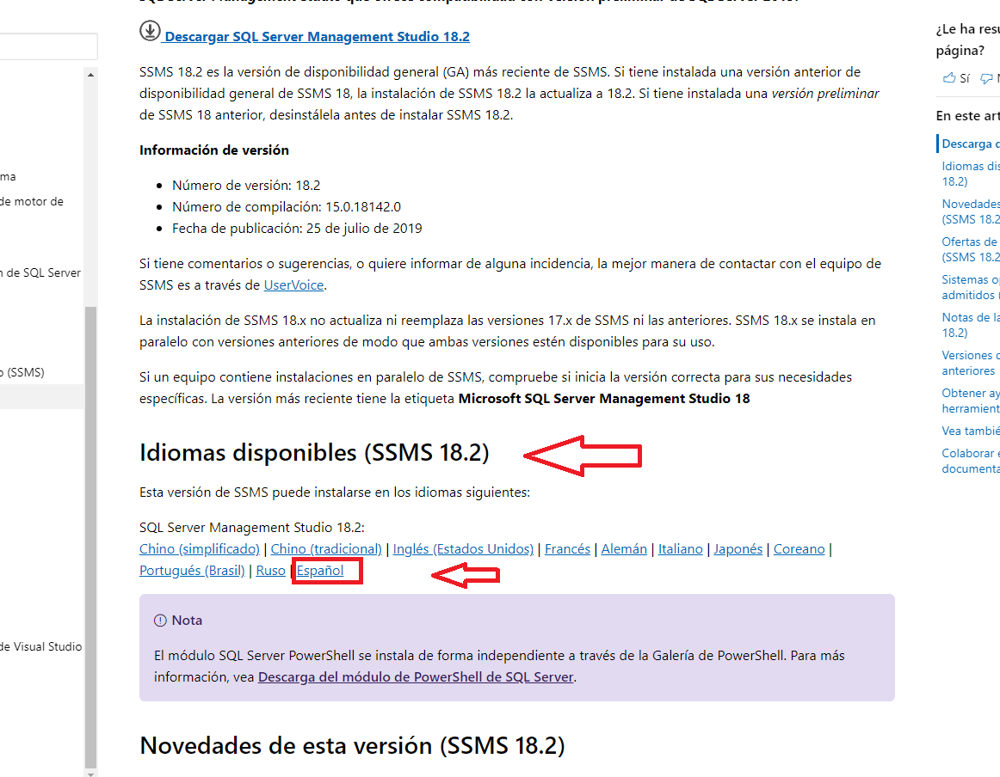 Descargar SQL Server Management Studio 18.2
SSMS 18.2 es la versión de disponibilidad general (GA) más reciente de SSMS. Si tiene instalada una versión anterior de
disponibilidad general de SSMS 18, la instalación de SSMS 18.2 la actualiza a 18.2. Si tiene instalada una versión preliminar
de SSMS 18 anterior, desinstálela antes de instalar SSMS 18.2.
Información de versión
Número de versión: 18.2
Número de compilación: 15.0.18142.0
Fecha de publicación: 25 de julio de 2019
Si tiene comentarios o sugerencias, o quiere informar de alguna incidencia, la mejor manera de contactar con el equipo de
SSMS es a través de UserVoice.
La instalación de SSMS 18.x no actualiza ni reemplaza las versiones 17.x de SSMS ni las anteriores. SSMS 18.x se instala en
paralelo con versiones anteriores de modo que ambas versiones estén disponibles para su uso.
Si un equipo contiene instalaciones en paralelo de SSMS, compruebe si inicia la versión correcta para sus necesidades
específicas. La versión más reciente tiene la etiqueta Microsoft SQL Server Management Studio 18
Idiomas disponibles (SSMS 18.2)
Esta versión de SSMS puede instalarse en los idiomas siguientes:
SQL Server Management Studio 18.2:
Chino (simplificado) | Chino (tradicional) | Inglés (Estados Unidos) | Francés | Alemán | Italiano | Japonés | Coreano |
Portugués (Brasil) | Ruso | Español
Nota
El módulo SQL Server PowerShell se instala de forma independiente a través de la Galería de PowerShell. Para más
información, vea Descarga del módulo de PowerShell de SQL Server.
Novedades de esta versión (SSMS 18.2)
ma
de motor de
n de SQL Server
o (SSMS)
de Visual Studio
¿Le ha resu
página?
Sí
En este art
Descarga d
Idiomas dis
18.2)
Novedades
(SSMS 18.2
Ofertas de
(SSMS 18.2
Sistemas o
admitidos (
Notas de la
18.2)
Versiones
anteriores
Obtener ay
herramient
Vea tambié
Colaborar e
documenta